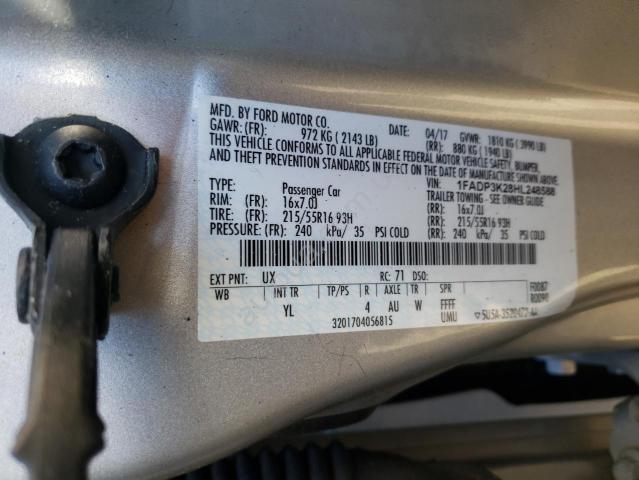 MFD. BY FORD MOTOR CO.
DATE: 04/17 GVWR: 1810 KG ( 3990 LB)
GAWR: (FR): 972 KG ( 2143 LB) (RR): 880 KG ( 1940 LB)
THIS VEHICLE CONFORMS TO ALL APPLICABLE FEDERAL MOTOR VEHICLE SAFETY, BUMPER,
AND THEFT PREVENTION STANDARDS IN EFFECT ON THE DATE OF MANUFACTURE SHOWN ABOVE.
VIN: 1FADP3K28HL248588
TYPE: Passenger Car TRAILER TOWING - SEE OWNER GUIDE
RIM: (FR): 16x7.0J (RR): 16x7.0J
TIRE: (FR): 215/55R16 93H (RR): 215/55R16 93H
PRESSURE: (FR): 240 kPa/ 35 PSI COLD (RR): 240 kPa/ 35 PSI COLD
EXT PNT: UX RC: 71 DSO:
WB INT TR TP/PS R AXLE TR SPR
YL 4 AU W FFFF
UMU
3201704056815
F0087
R0090